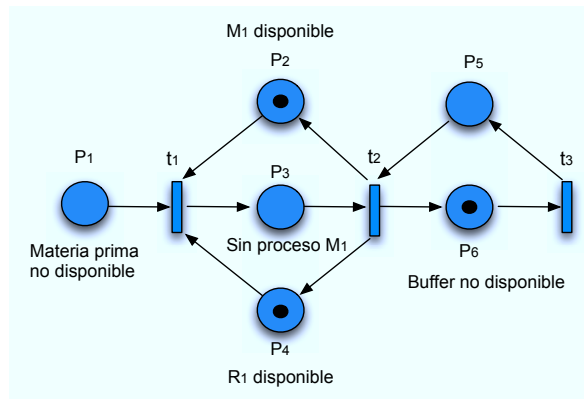 M1 disponible
P2
P5
P1
t1
t2
t3
P3
Materia prima
no disponible
Sin proceso M1
P6
Buffer no disponible
P4
R1 disponible